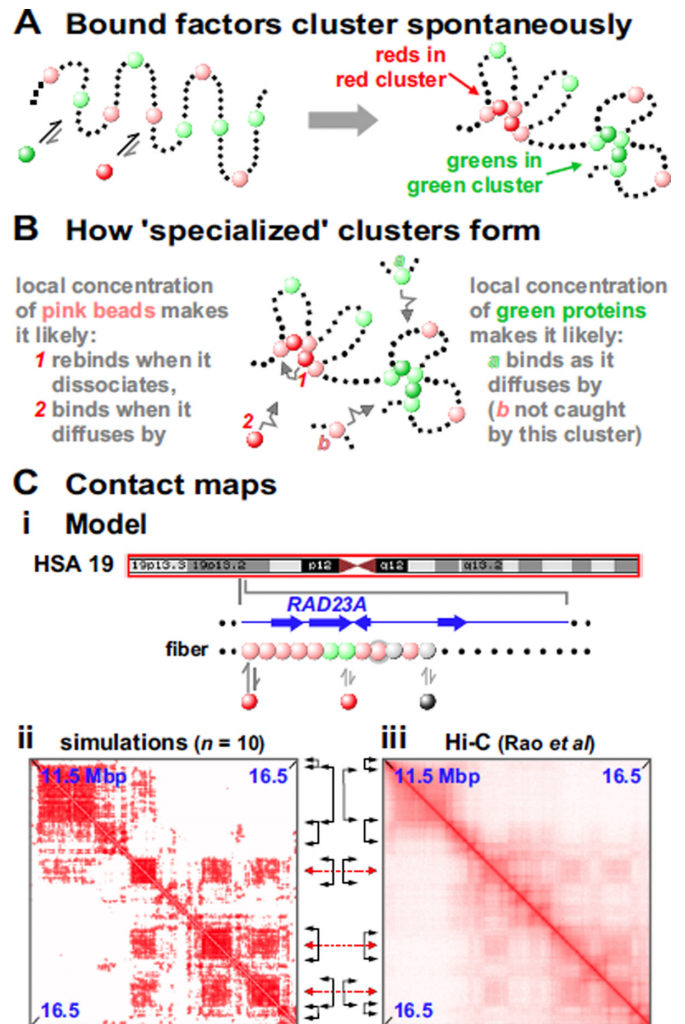 A Bound factors cluster spontaneously
reds in
red cluster
greens in
green cluster
B How 'specialized' clusters form
local concentration
of pink beads makes
it likely:
1 rebinds when it
dissociates,
2 binds when it
diffuses by
a
1
2
b
local concentration
of green proteins
makes it likely:
a binds as it
diffuses by
(b not caught
by this cluster)
C Contact maps
i Model
HSA 19
19p13.3 19p13.2 p12 q12 q13.2
RAD23A
fiber
ii simulations (n = 10)
iii Hi-C (Rao et al)
11.5 Mbp 16.5
16.5
11.5 Mbp 16.5
16.5